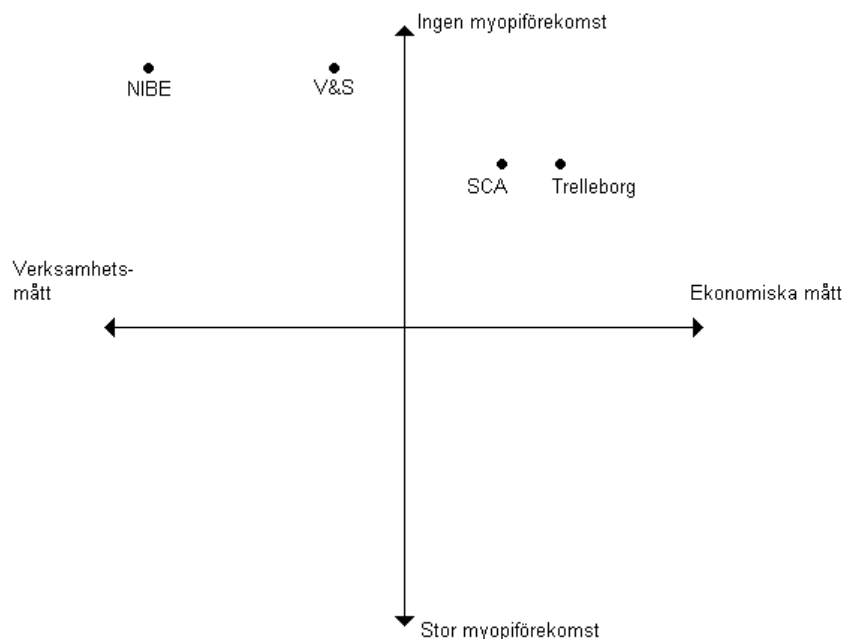 Ingen myopiförekomst
NIBE
V&S
SCA
Trelleborg
Verksamhets-
mått
Ekonomiska mått
Stor myopiförekomst